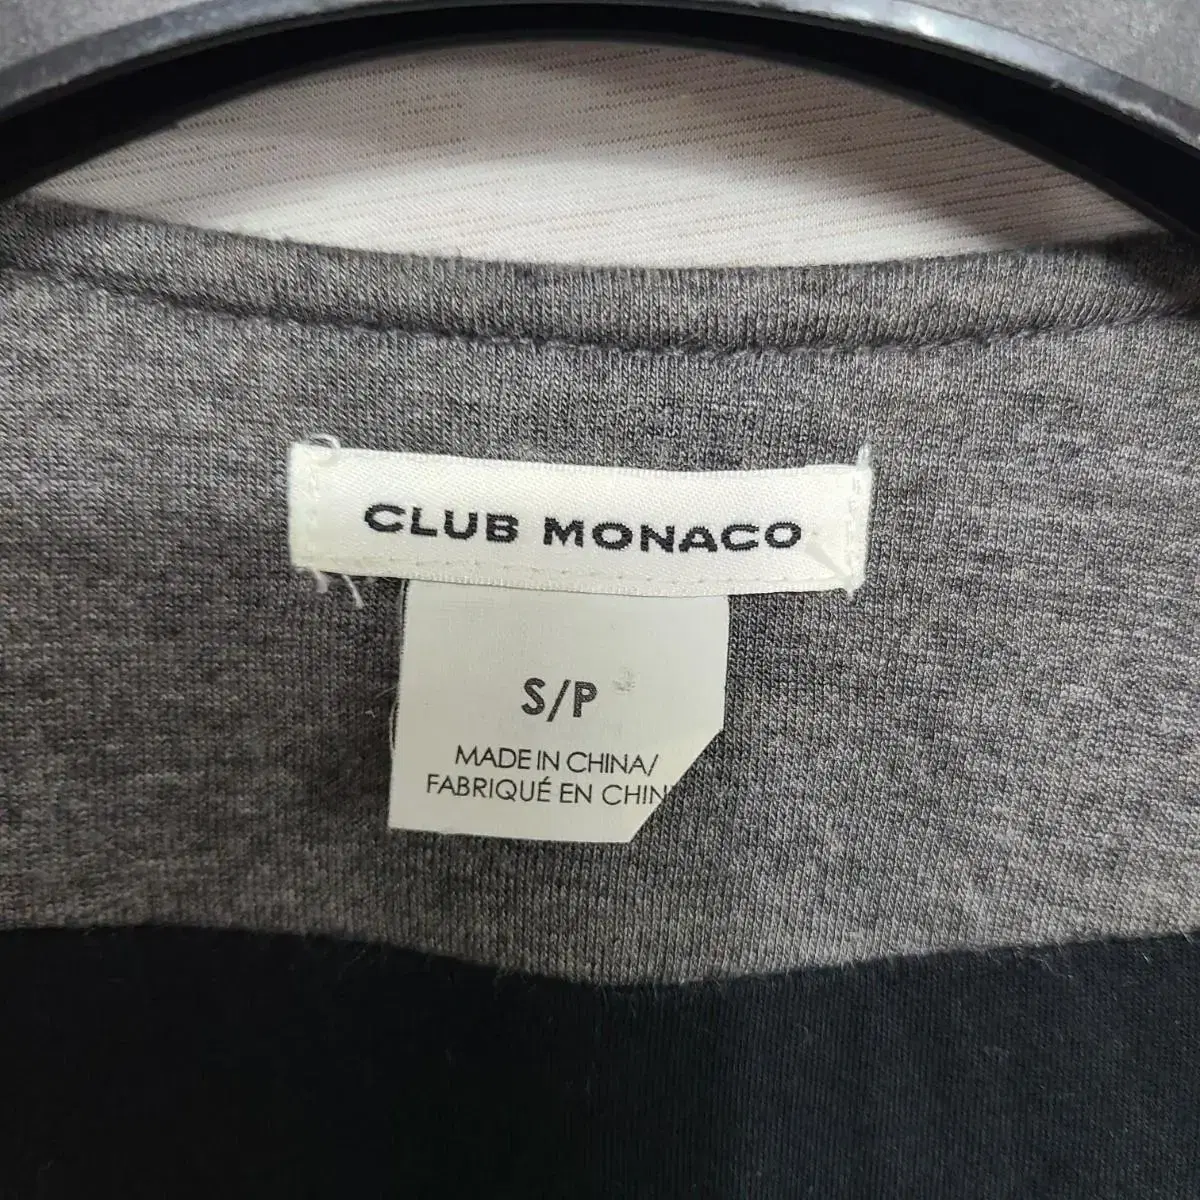 CLUB MONACO
S/P
MADE IN CHINA/
FABRIQUÉ EN CHIN